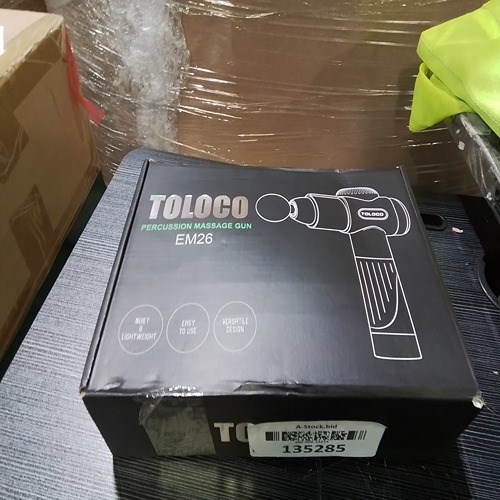 TOLOCO
PERCUSSION MASSAGE GUN
EM26
TOLOCO
QUIET
&
LIGHTWEIGHT
EASY
TO USE
VERSATILE
DESIGN
TO
A-Stock.bid
135285